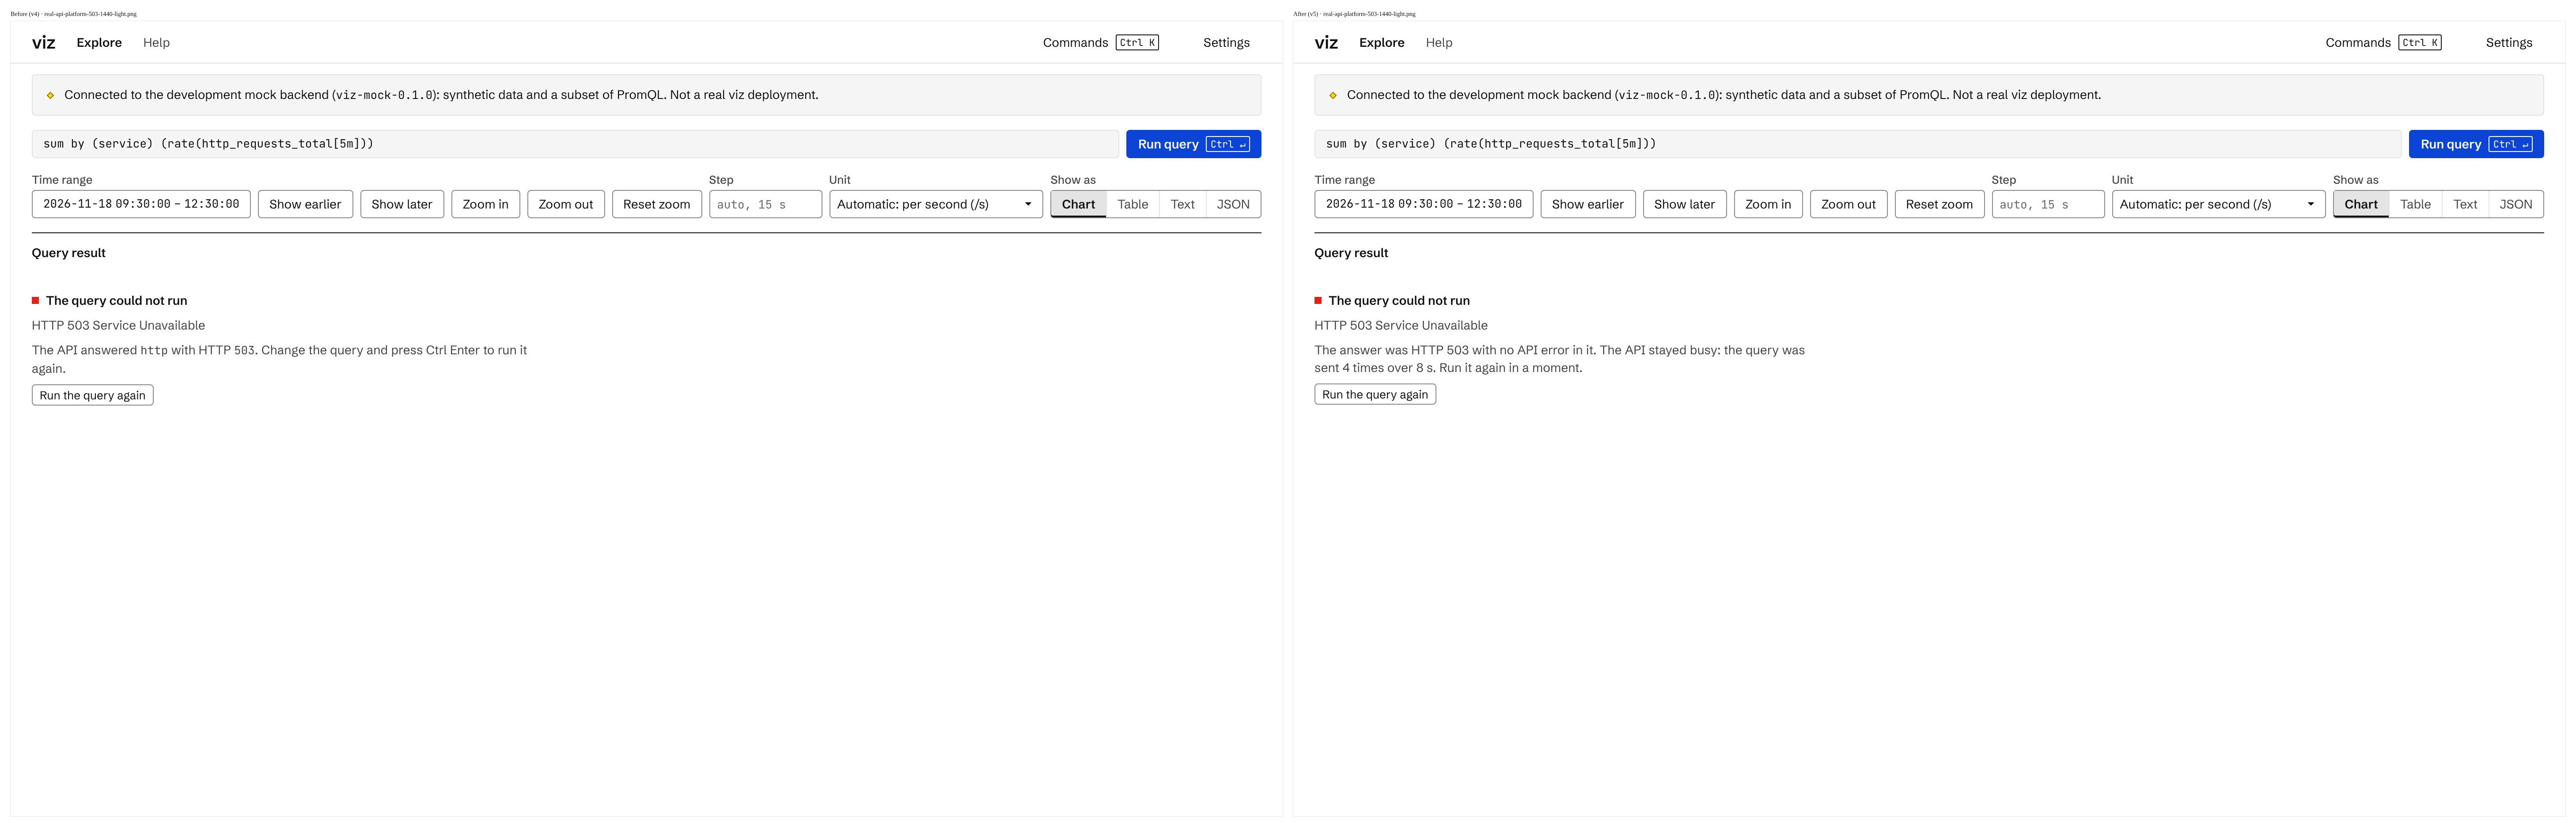 Before (v4) · real-api-platform-503-1440-light.png
viz Explore Help Commands Ctrl K Settings
Connected to the development mock backend (viz-mock-0.1.0): synthetic data and a subset of PromQL. Not a real viz deployment.
sum by (service) (rate(http_requests_total[5m])) Run query Ctrl ↵
Time range Step Unit Show as
2026-11-18 09:30:00 – 12:30:00 Show earlier Show later Zoom in Zoom out Reset zoom auto, 15 s Automatic: per second (/s) Chart Table Text JSON
Query result
The query could not run
HTTP 503 Service Unavailable
The API answered http with HTTP 503. Change the query and press Ctrl Enter to run it
again.
Run the query again
After (v5) · real-api-platform-503-1440-light.png
viz Explore Help Commands Ctrl K Settings
Connected to the development mock backend (viz-mock-0.1.0): synthetic data and a subset of PromQL. Not a real viz deployment.
sum by (service) (rate(http_requests_total[5m])) Run query Ctrl ↵
Time range Step Unit Show as
2026-11-18 09:30:00 – 12:30:00 Show earlier Show later Zoom in Zoom out Reset zoom auto, 15 s Automatic: per second (/s) Chart Table Text JSON
Query result
The query could not run
HTTP 503 Service Unavailable
The answer was HTTP 503 with no API error in it. The API stayed busy: the query was
sent 4 times over 8 s. Run it again in a moment.
Run the query again